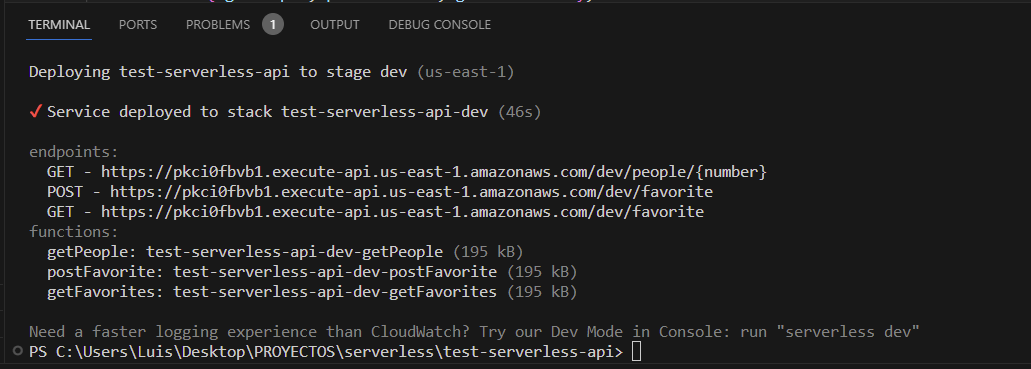 TERMINAL PORTS PROBLEMS 1 OUTPUT DEBUG CONSOLE
Deploying test-serverless-api to stage dev (us-east-1)
✔ Service deployed to stack test-serverless-api-dev (46s)
endpoints:
GET - https://pkci0fbvb1.execute-api.us-east-1.amazonaws.com/dev/people/{number}
POST - https://pkci0fbvb1.execute-api.us-east-1.amazonaws.com/dev/favorite
GET - https://pkci0fbvb1.execute-api.us-east-1.amazonaws.com/dev/favorite
functions:
getPeople: test-serverless-api-dev-getPeople (195 kB)
postFavorite: test-serverless-api-dev-postFavorite (195 kB)
getFavorites: test-serverless-api-dev-getFavorites (195 kB)
Need a faster logging experience than CloudWatch? Try our Dev Mode in Console: run "serverless dev"
PS C:\Users\Luis\Desktop\PROYECTOS\serverless\test-serverless-api>